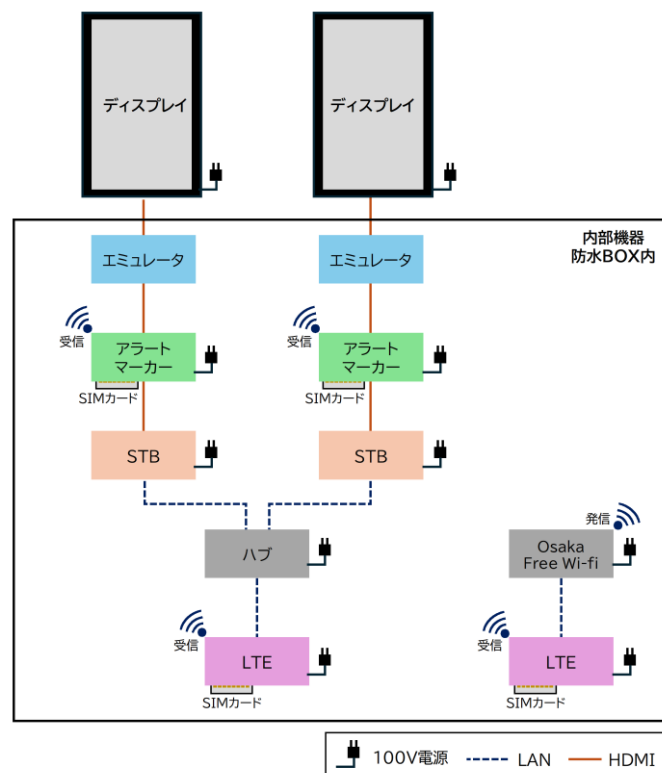 ディスプレイ
ディスプレイ
内部機器
防水BOX内
エミュレータ
エミュレータ
受信
アラート
マーカー
SIMカード
受信
アラート
マーカー
SIMカード
STB
STB
ハブ
発信
Osaka
Free Wi-fi
受信
LTE
SIMカード
受信
LTE
SIMカード
100V電源
LAN
HDMI